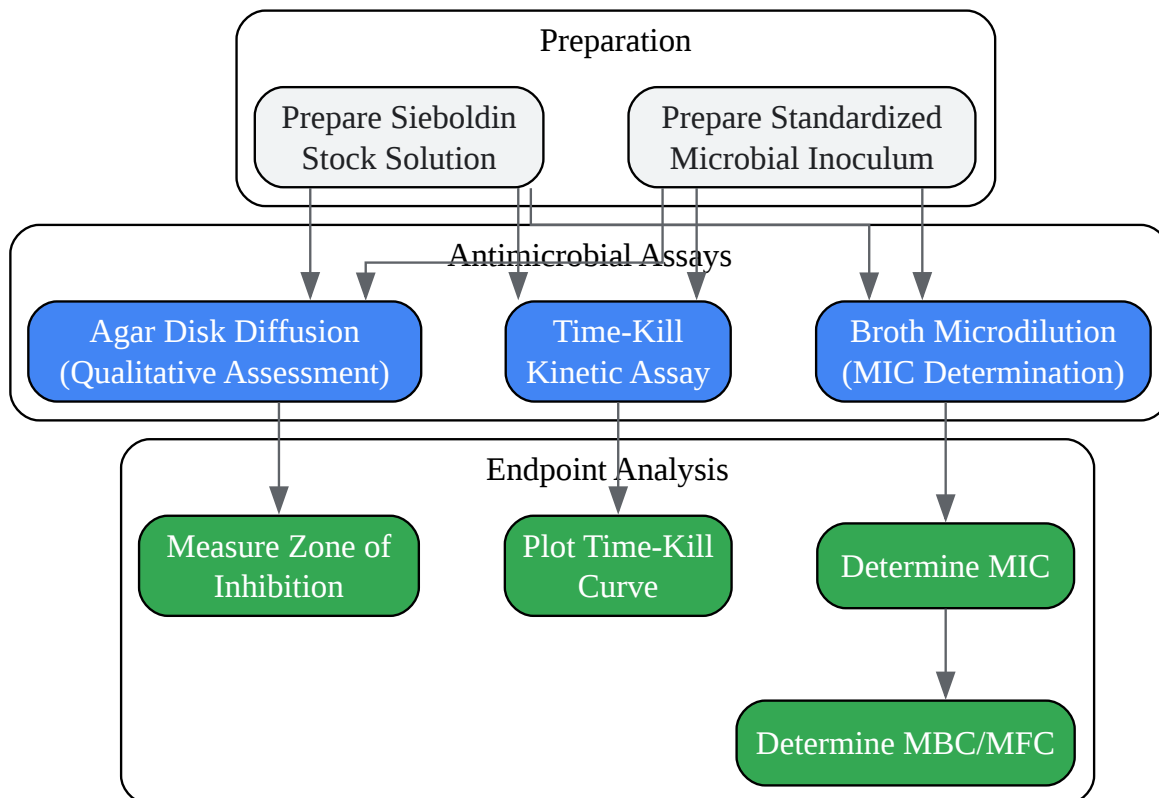 Preparation
Prepare Sieboldin
Stock Solution
Prepare Standardized
Microbial Inoculum
Antimicrobial Assays
Agar Disk Diffusion
(Qualitative Assessment)
Time-Kill
Kinetic Assay
Broth Microdilution
(MIC Determination)
Endpoint Analysis
Measure Zone of
Inhibition
Plot Time-Kill
Curve
Determine MIC
Determine MBC/MFC